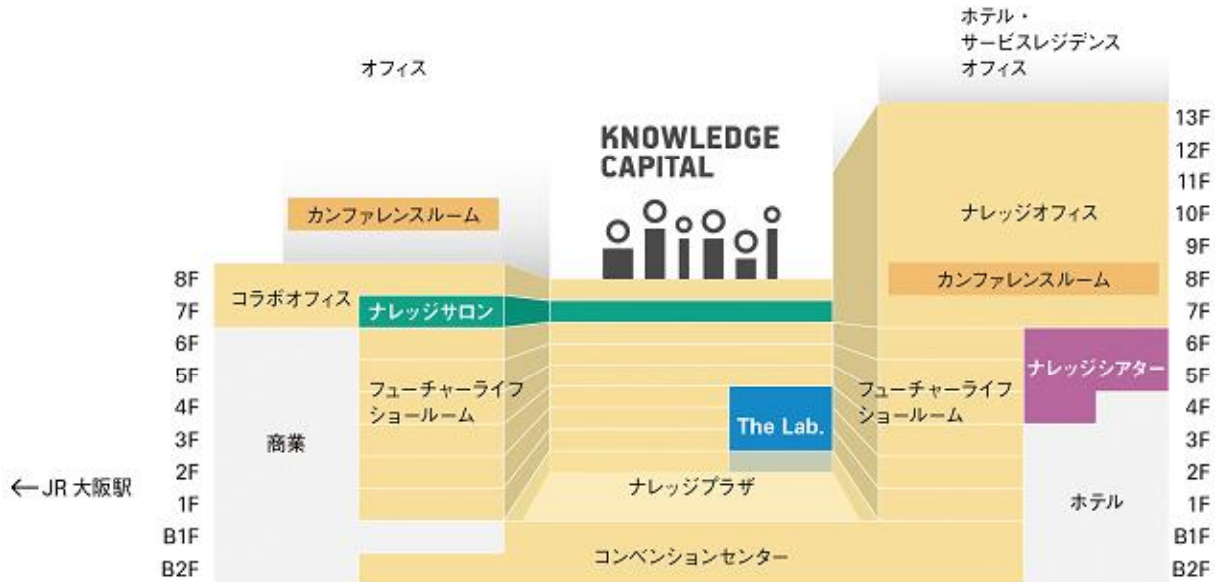 ホテル・
サービスレジデンス
オフィス
オフィス
KNOWLEDGE
CAPITAL
カンファレンスルーム
ナレッジオフィス
カンファレンスルーム
コラボオフィス
ナレッジサロン
ナレッジシアター
フューチャーライフ
ショールーム
フューチャーライフ
ショールーム
The Lab.
商業
ナレッジプラザ
ホテル
←JR 大阪駅
コンベンションセンター
8F
7F
6F
5F
4F
3F
2F
1F
B1F
B2F
13F
12F
11F
10F
9F
8F
7F
6F
5F
4F
3F
2F
1F
B1F
B2F